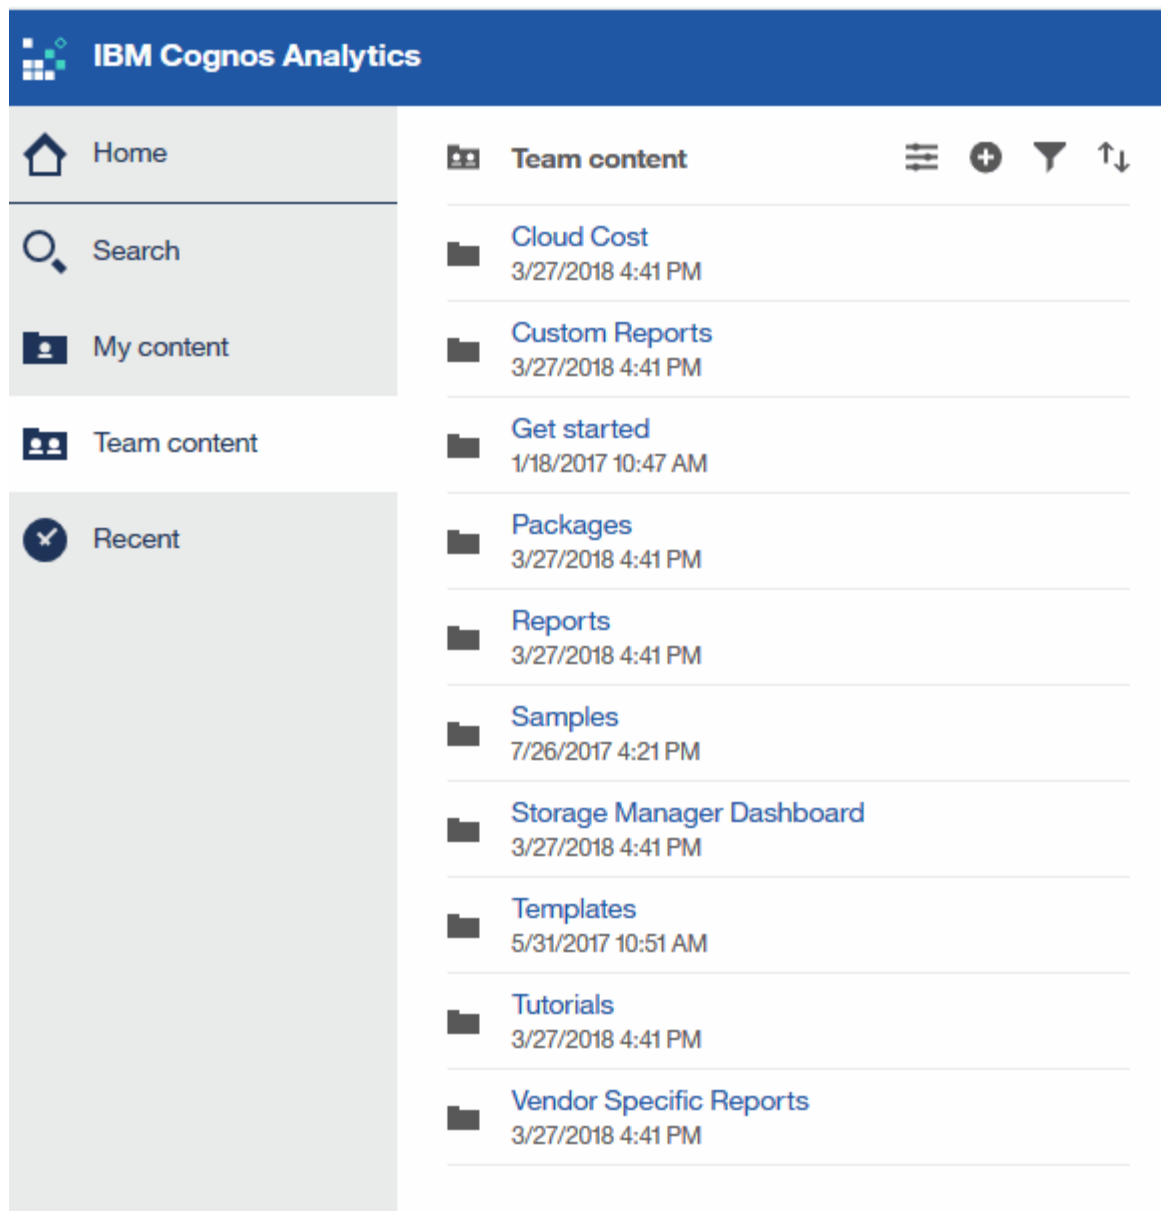 IBM Cognos Analytics
Home
Search
My content
Team content
Recent
Team content
Cloud Cost
3/27/2018 4:41 PM
Custom Reports
3/27/2018 4:41 PM
Get started
1/18/2017 10:47 AM
Packages
3/27/2018 4:41 PM
Reports
3/27/2018 4:41 PM
Samples
7/26/2017 4:21 PM
Storage Manager Dashboard
3/27/2018 4:41 PM
Templates
5/31/2017 10:51 AM
Tutorials
3/27/2018 4:41 PM
Vendor Specific Reports
3/27/2018 4:41 PM